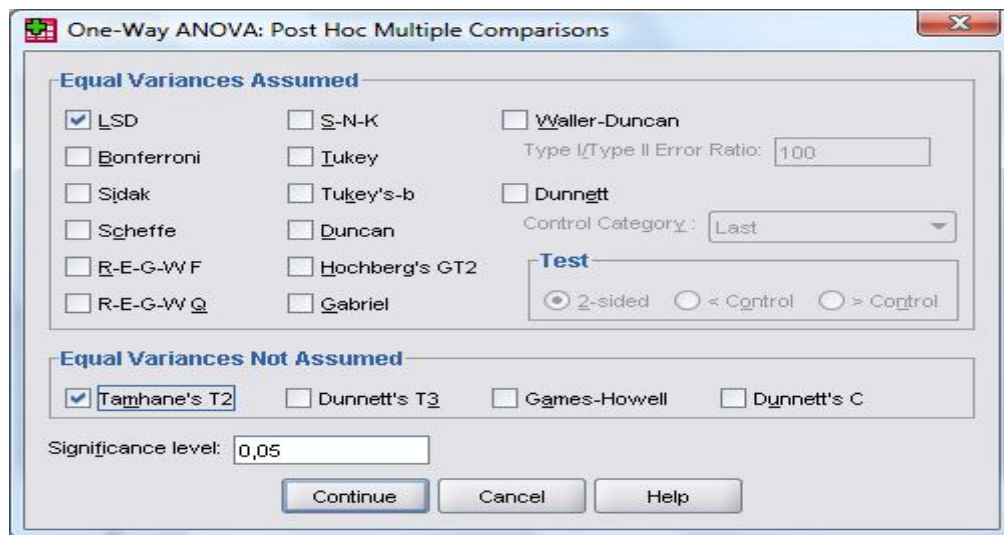 One-Way ANOVA: Post Hoc Multiple Comparisons
Equal Variances Assumed
LSD S-N-K Waller-Duncan
Bonferroni Tukey Type I/Type II Error Ratio: 100
Sidak Tukey's-b Dunnett
Scheffe Duncan Control Category: Last
R-E-G-W F Hochberg's GT2 Test
R-E-G-W Q Gabriel 2-sided < Control > Control
Equal Variances Not Assumed
Tamhane's T2 Dunnett's T3 Games-Howell Dunnett's C
Significance level: 0,05
Continue Cancel Help